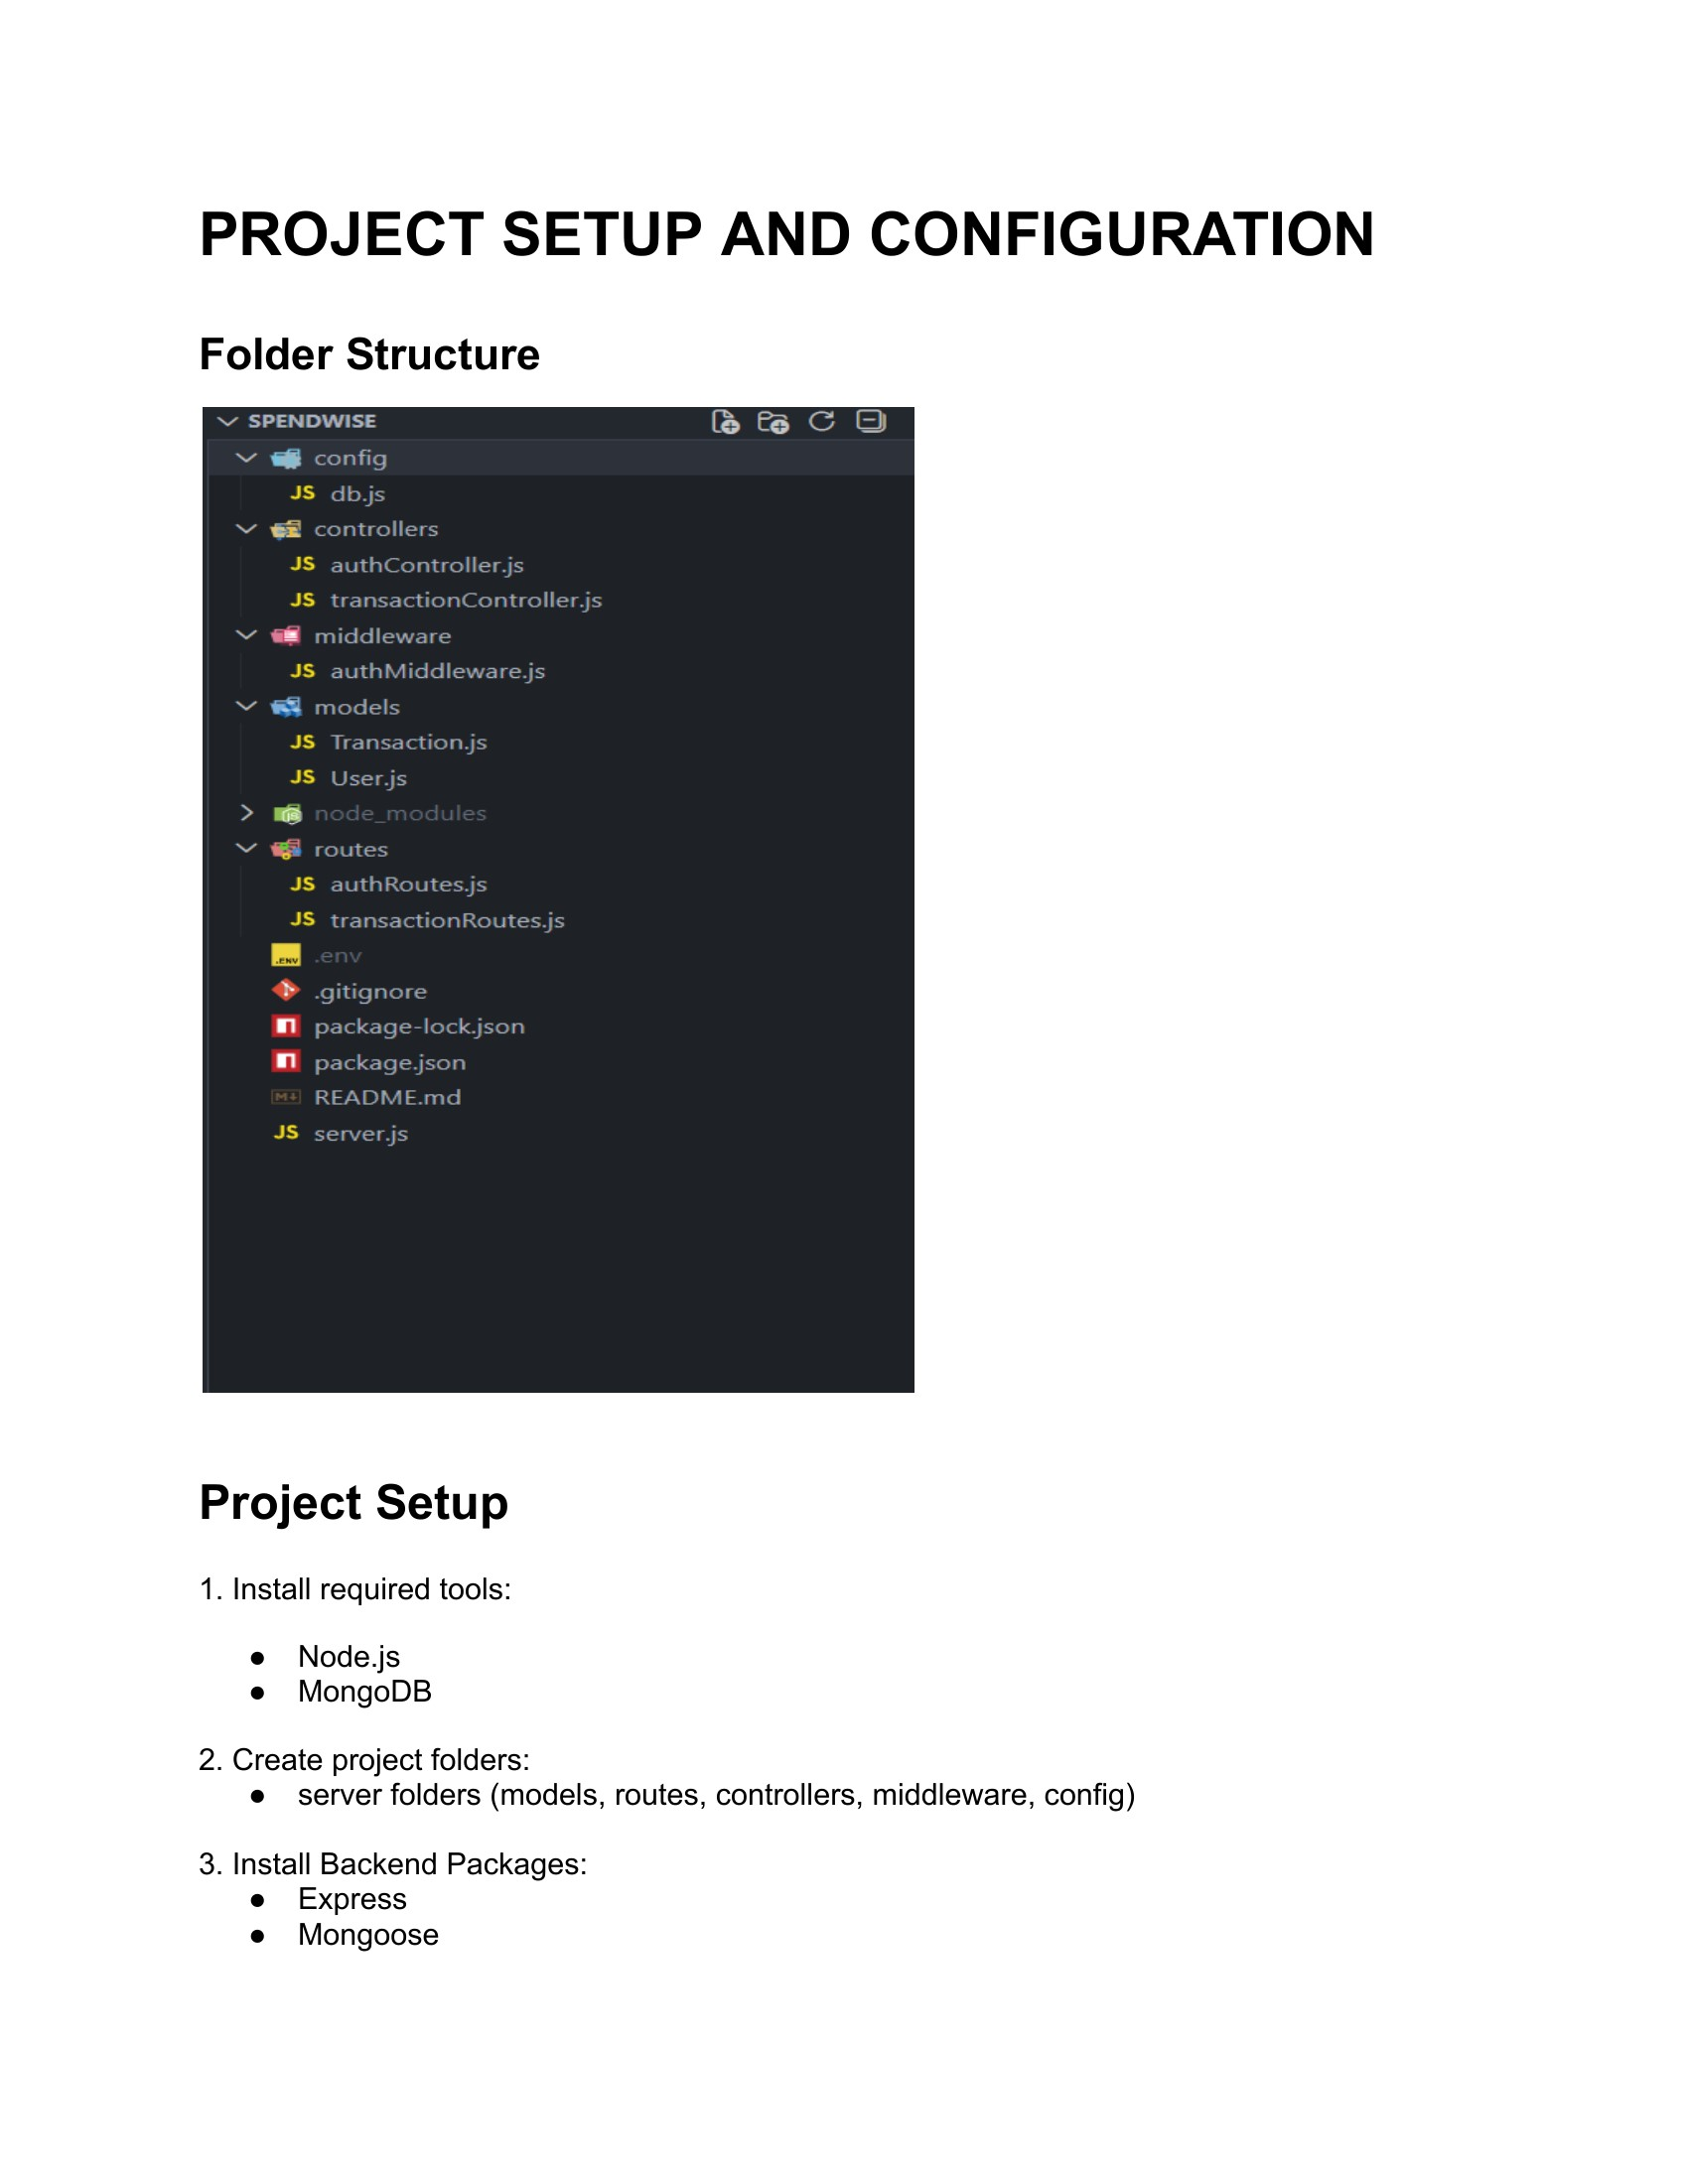 PROJECT SETUP AND CONFIGURATION
Folder Structure
SPENDWISE
config
JS db.js
controllers
JS authController.js
JS transactionController.js
middleware
JS authMiddleware.js
models
JS Transaction.js
JS User.js
node_modules
routes
JS authRoutes.js
JS transactionRoutes.js
.ENV .env
.gitignore
package-lock.json
package.json
M README.md
JS server.js
Project Setup
1. Install required tools:
● Node.js
● MongoDB
2. Create project folders:
● server folders (models, routes, controllers, middleware, config)
3. Install Backend Packages:
● Express
● Mongoose